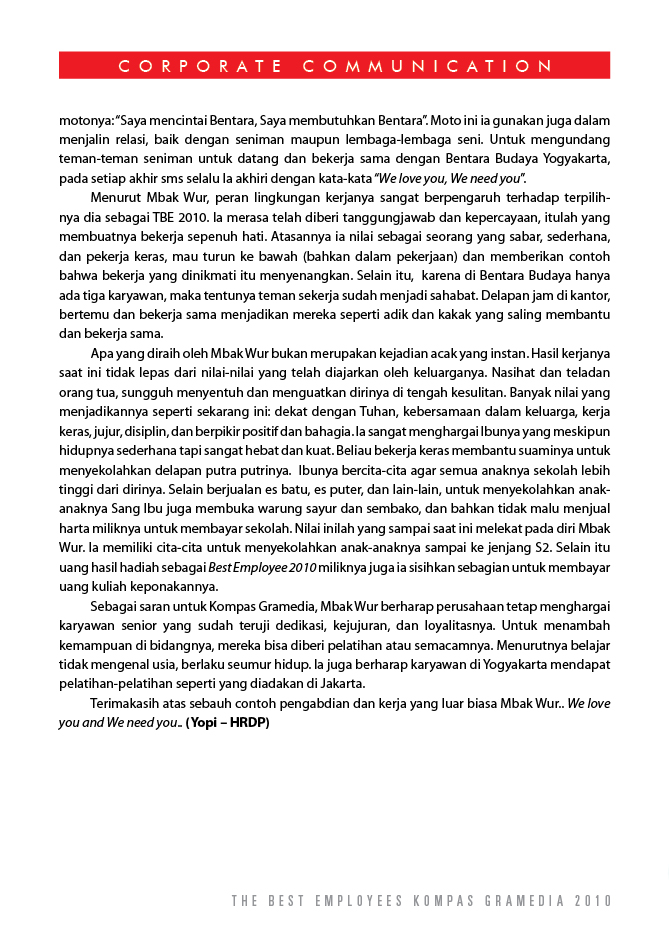 CORPORATE COMMUNICATION
motonya: “Saya mencintai Bentara, Saya membutuhkan Bentara”. Moto ini ia gunakan juga dalam
menjalin relasi, baik dengan seniman maupun lembaga-lembaga seni. Untuk mengundang
teman-teman seniman untuk datang dan bekerja sama dengan Bentara Budaya Yogyakarta,
pada setiap akhir sms selalu Ia akhiri dengan kata-kata “We love you, We need you”.
Menurut Mbak Wur, peran lingkungan kerjanya sangat berpengaruh terhadap terpilih-
nya dia sebagai TBE 2010. Ia merasa telah diberi tanggungjawab dan kepercayaan, itulah yang
membuatnya bekerja sepenuh hati. Atasannya ia nilai sebagai seorang yang sabar, sederhana,
dan pekerja keras, mau turun ke bawah (bahkan dalam pekerjaan) dan memberikan contoh
bahwa bekerja yang dinikmati itu menyenangkan. Selain itu, karena di Bentara Budaya hanya
ada tiga karyawan, maka tentunya teman sekerja sudah menjadi sahabat. Delapan jam di kantor,
bertemu dan bekerja sama menjadikan mereka seperti adik dan kakak yang saling membantu
dan bekerja sama.
Apa yang diraih oleh Mbak Wur bukan merupakan kejadian acak yang instan. Hasil kerjanya
saat ini tidak lepas dari nilai-nilai yang telah diajarkan oleh keluarganya. Nasihat dan teladan
orang tua, sungguh menyentuh dan menguatkan dirinya di tengah kesulitan. Banyak nilai yang
menjadikannya seperti sekarang ini: dekat dengan Tuhan, kebersamaan dalam keluarga, kerja
keras, jujur, disiplin, dan berpikir positif dan bahagia. Ia sangat menghargai Ibunya yang meskipun
hidupnya sederhana tapi sangat hebat dan kuat. Beliau bekerja keras membantu suaminya untuk
menyekolahkan delapan putra putrinya. Ibunya bercita-cita agar semua anaknya sekolah lebih
tinggi dari dirinya. Selain berjualan es batu, es puter, dan lain-lain, untuk menyekolahkan anak-
anaknya Sang Ibu juga membuka warung sayur dan sembako, dan bahkan tidak malu menjual
harta miliknya untuk membayar sekolah. Nilai inilah yang sampai saat ini melekat pada diri Mbak
Wur. Ia memiliki cita-cita untuk menyekolahkan anak-anaknya sampai ke jenjang S2. Selain itu
uang hasil hadiah sebagai Best Employee 2010 miliknya juga ia sisihkan sebagian untuk membayar
uang kuliah keponakannya.
Sebagai saran untuk Kompas Gramedia, Mbak Wur berharap perusahaan tetap menghargai
karyawan senior yang sudah teruji dedikasi, kejujuran, dan loyalitasnya. Untuk menambah
kemampuan di bidangnya, mereka bisa diberi pelatihan atau semacamnya. Menurutnya belajar
tidak mengenal usia, berlaku seumur hidup. Ia juga berharap karyawan di Yogyakarta mendapat
pelatihan-pelatihan seperti yang diadakan di Jakarta.
Terimakasih atas sebauh contoh pengabdian dan kerja yang luar biasa Mbak Wur.. We love
you and We need you.. (Yopi – HRDP)
THE BEST EMPLOYEES KOMPAS GRAMEDIA 2010